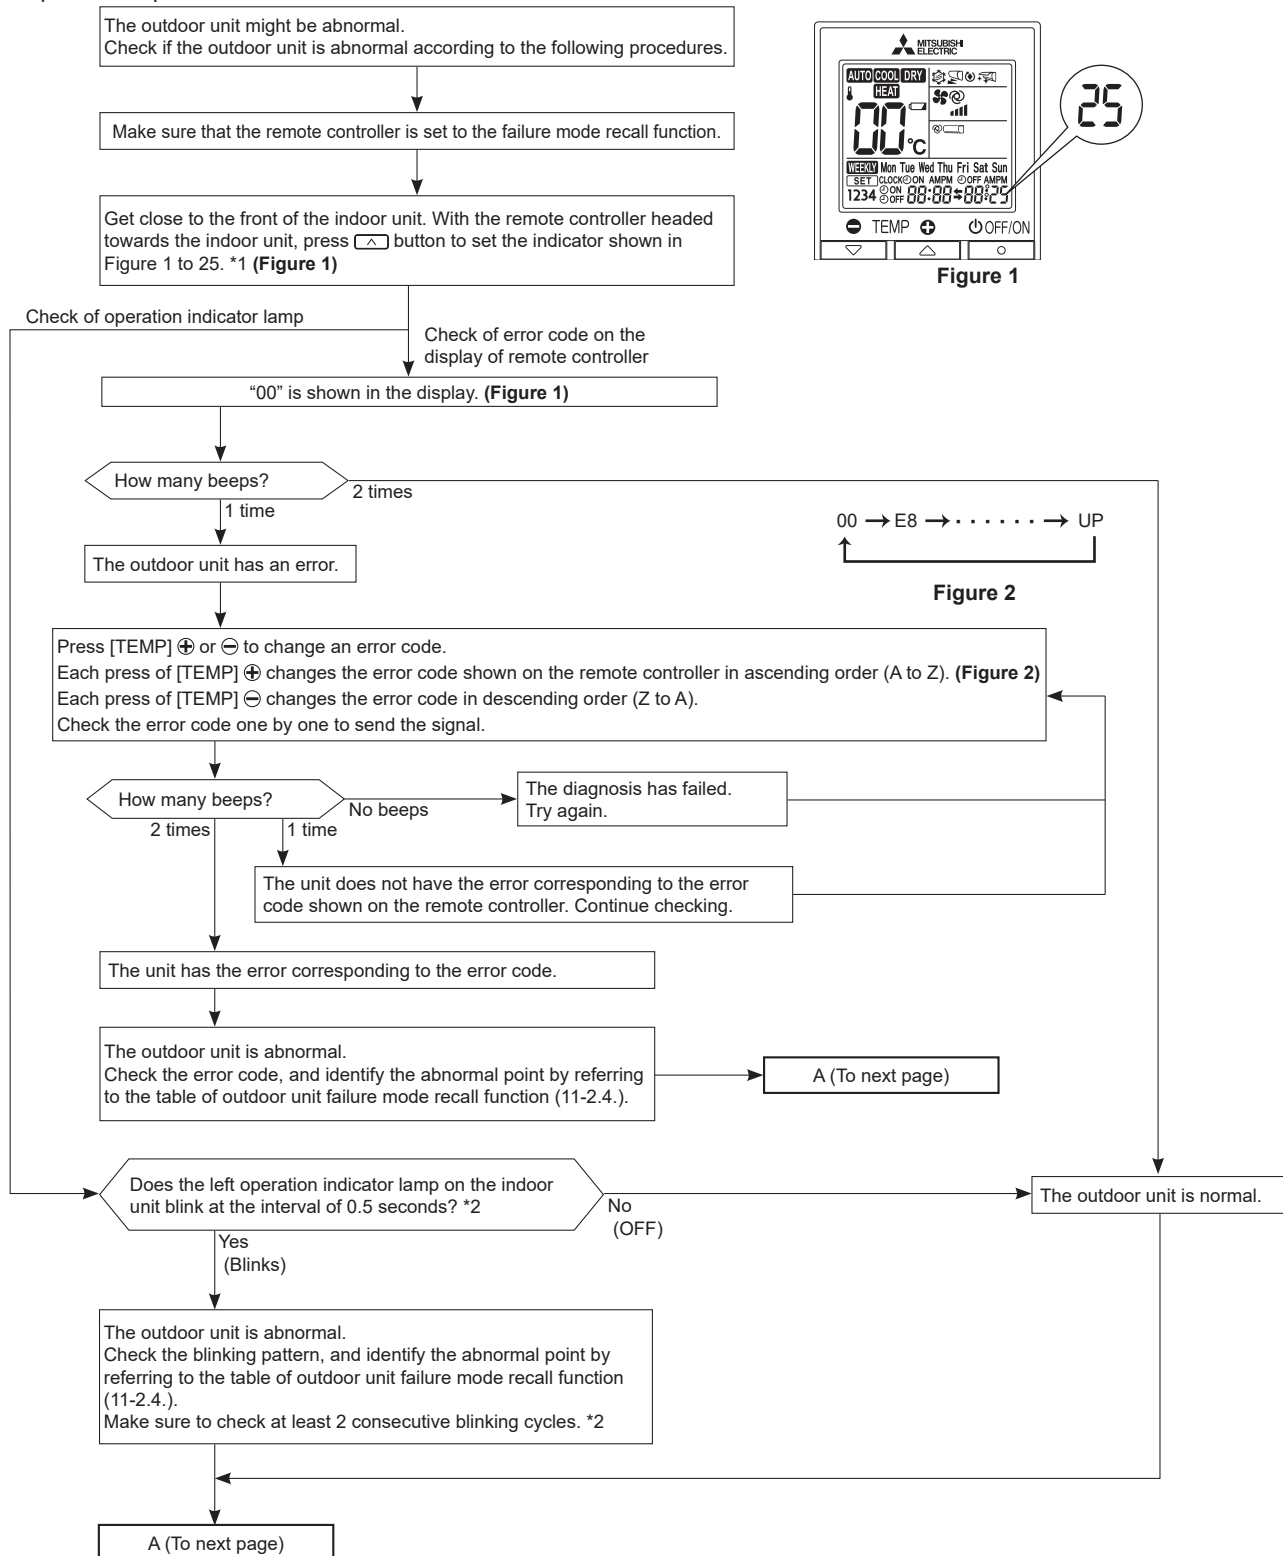 The outdoor unit might be abnormal.
Check if the outdoor unit is abnormal according to the following procedures.
Make sure that the remote controller is set to the failure mode recall function.
Get close to the front of the indoor unit. With the remote controller headed
towards the indoor unit, press button to set the indicator shown in
Figure 1 to 25. *1 (Figure 1)
MITSUBISHI
ELECTRIC
AUTO COOL DRY
HEAT
00 °C
WEEKLY Mon Tue Wed Thu Fri Sat Sun
SET CLOCK ON AMPM OFF AMPM
1234 ON OFF 88:88 88:25
25
TEMP OFF/ON
Figure 1
Check of operation indicator lamp
Check of error code on the
display of remote controller
“00” is shown in the display. (Figure 1)
How many beeps?
2 times
1 time
00 → E8 → · · · · · · → UP
Figure 2
The outdoor unit has an error.
Press [TEMP] ⊕ or ⊖ to change an error code.
Each press of [TEMP] ⊕ changes the error code shown on the remote controller in ascending order (A to Z). (Figure 2)
Each press of [TEMP] ⊖ changes the error code in descending order (Z to A).
Check the error code one by one to send the signal.
How many beeps?
No beeps
The diagnosis has failed.
Try again.
2 times
1 time
The unit does not have the error corresponding to the error
code shown on the remote controller. Continue checking.
The unit has the error corresponding to the error code.
The outdoor unit is abnormal.
Check the error code, and identify the abnormal point by referring
to the table of outdoor unit failure mode recall function (11-2.4.).
A (To next page)
Does the left operation indicator lamp on the indoor
unit blink at the interval of 0.5 seconds? *2
No
(OFF)
The outdoor unit is normal.
Yes
(Blinks)
The outdoor unit is abnormal.
Check the blinking pattern, and identify the abnormal point by
referring to the table of outdoor unit failure mode recall function
(11-2.4.).
Make sure to check at least 2 consecutive blinking cycles. *2
A (To next page)